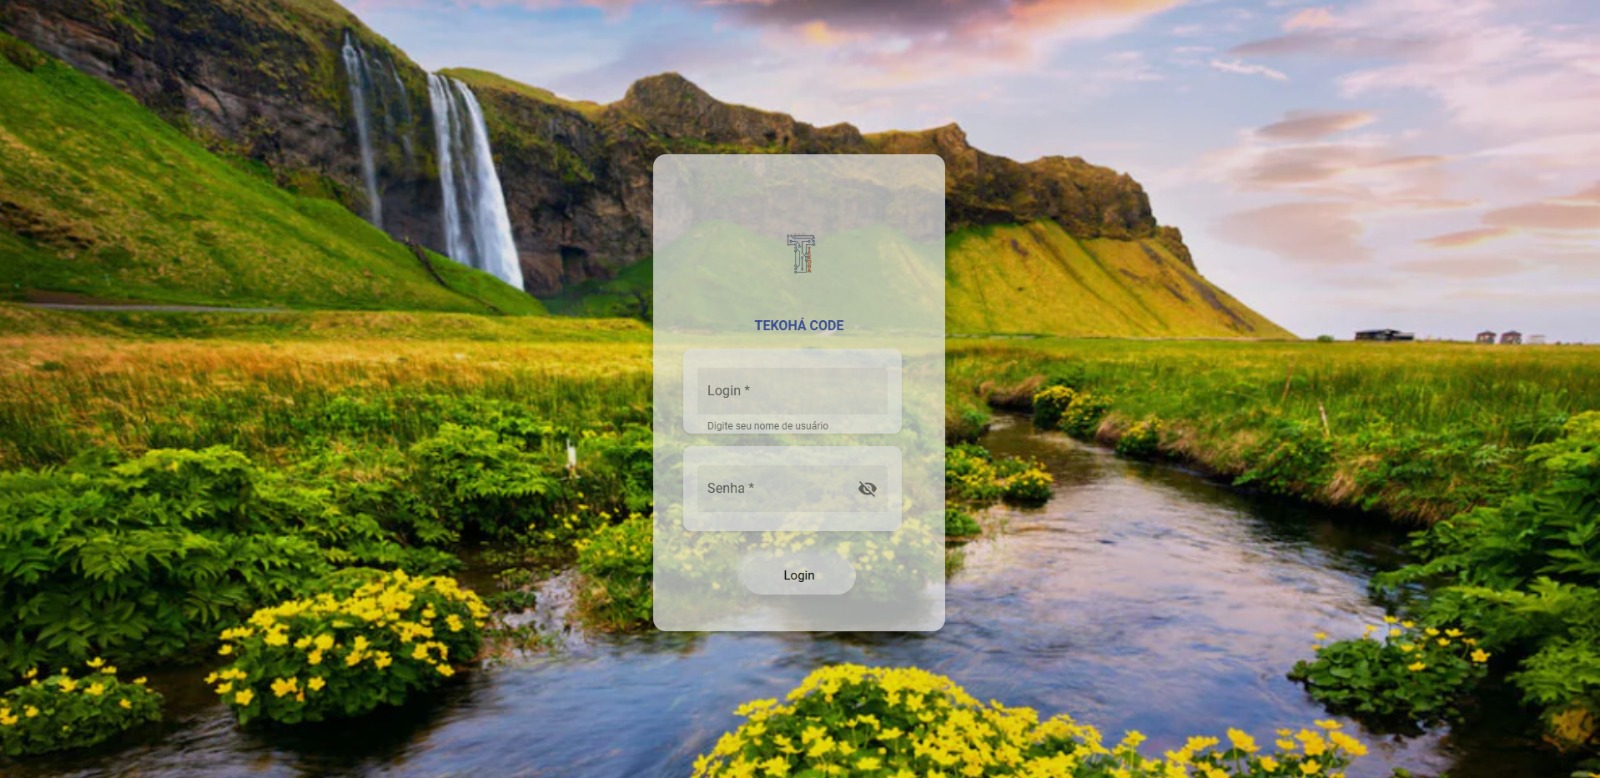 TEKOHÁ CODE
Login *
Digite seu nome de usuário
Senha *
Login